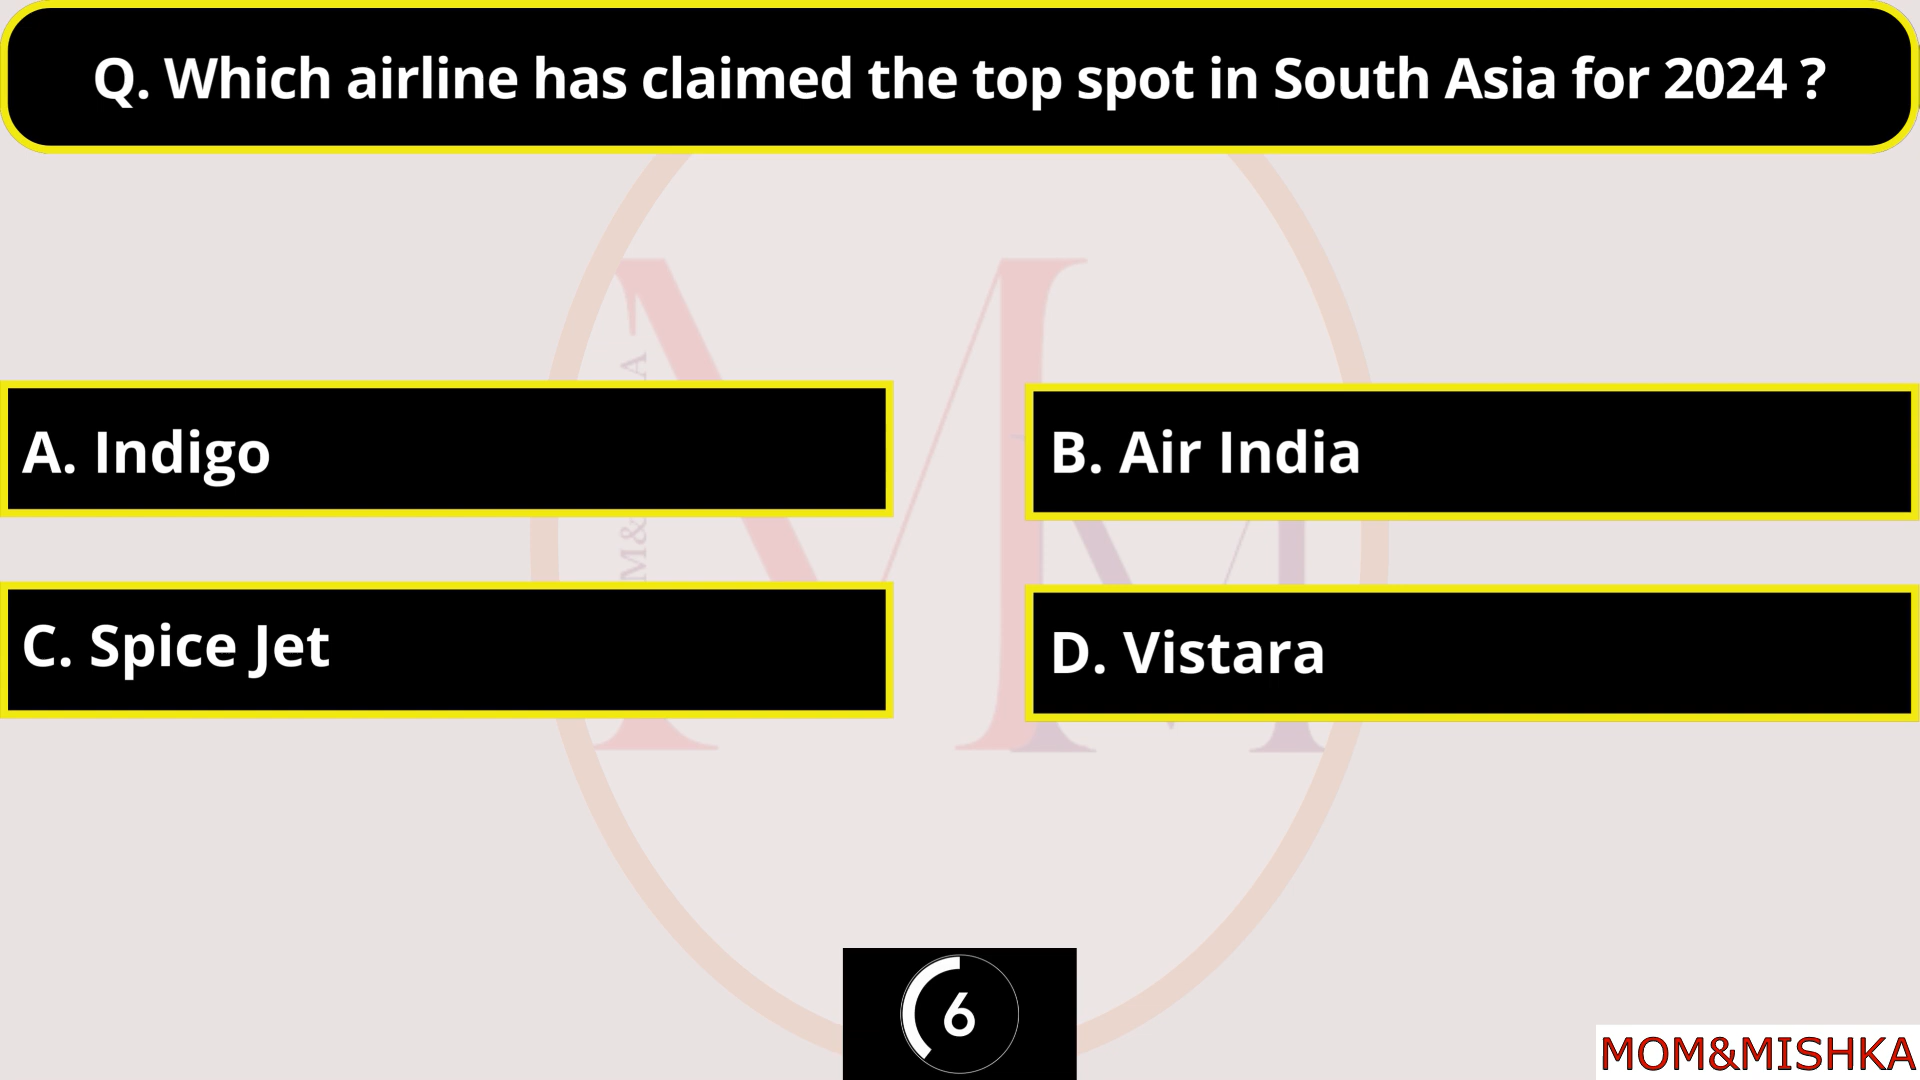 Q. Which airline has claimed the top spot in South Asia for 2024 ?
A. Indigo
B. Air India
C. Spice Jet
D. Vistara
M&
A
6
MOM&MISHKA